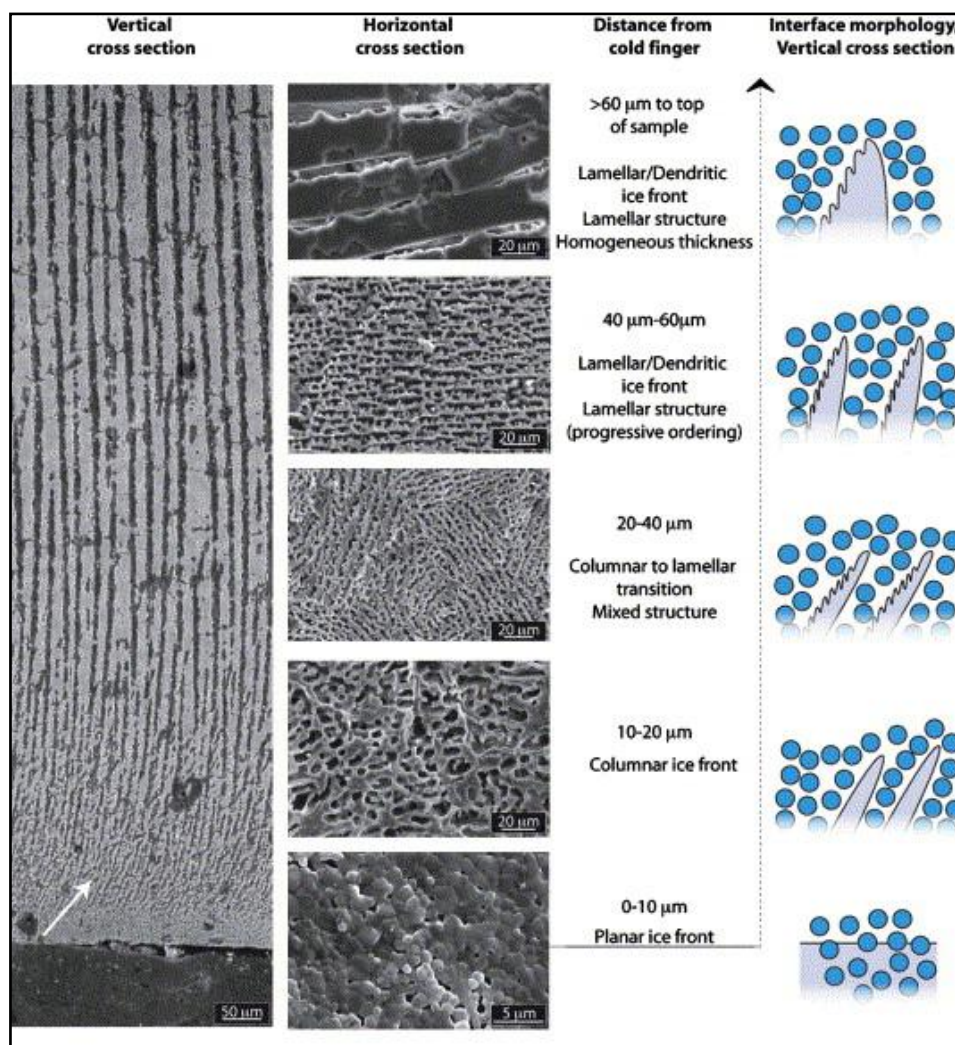 Vertical
cross section
Horizontal
cross section
Distance from
cold finger
Interface morphology,
Vertical cross section
>60 μm to top
of sample
Lamellar/Dendritic
ice front
Lamellar structure
Homogeneous thickness
20 μm
40 μm-60μm
Lamellar/Dendritic
ice front
Lamellar structure
(progressive ordering)
20 μm
20-40 μm
Columnar to lamellar
transition
Mixed structure
20 μm
10-20 μm
Columnar ice front
20 μm
0-10 μm
Planar ice front
50 μm
5 μm